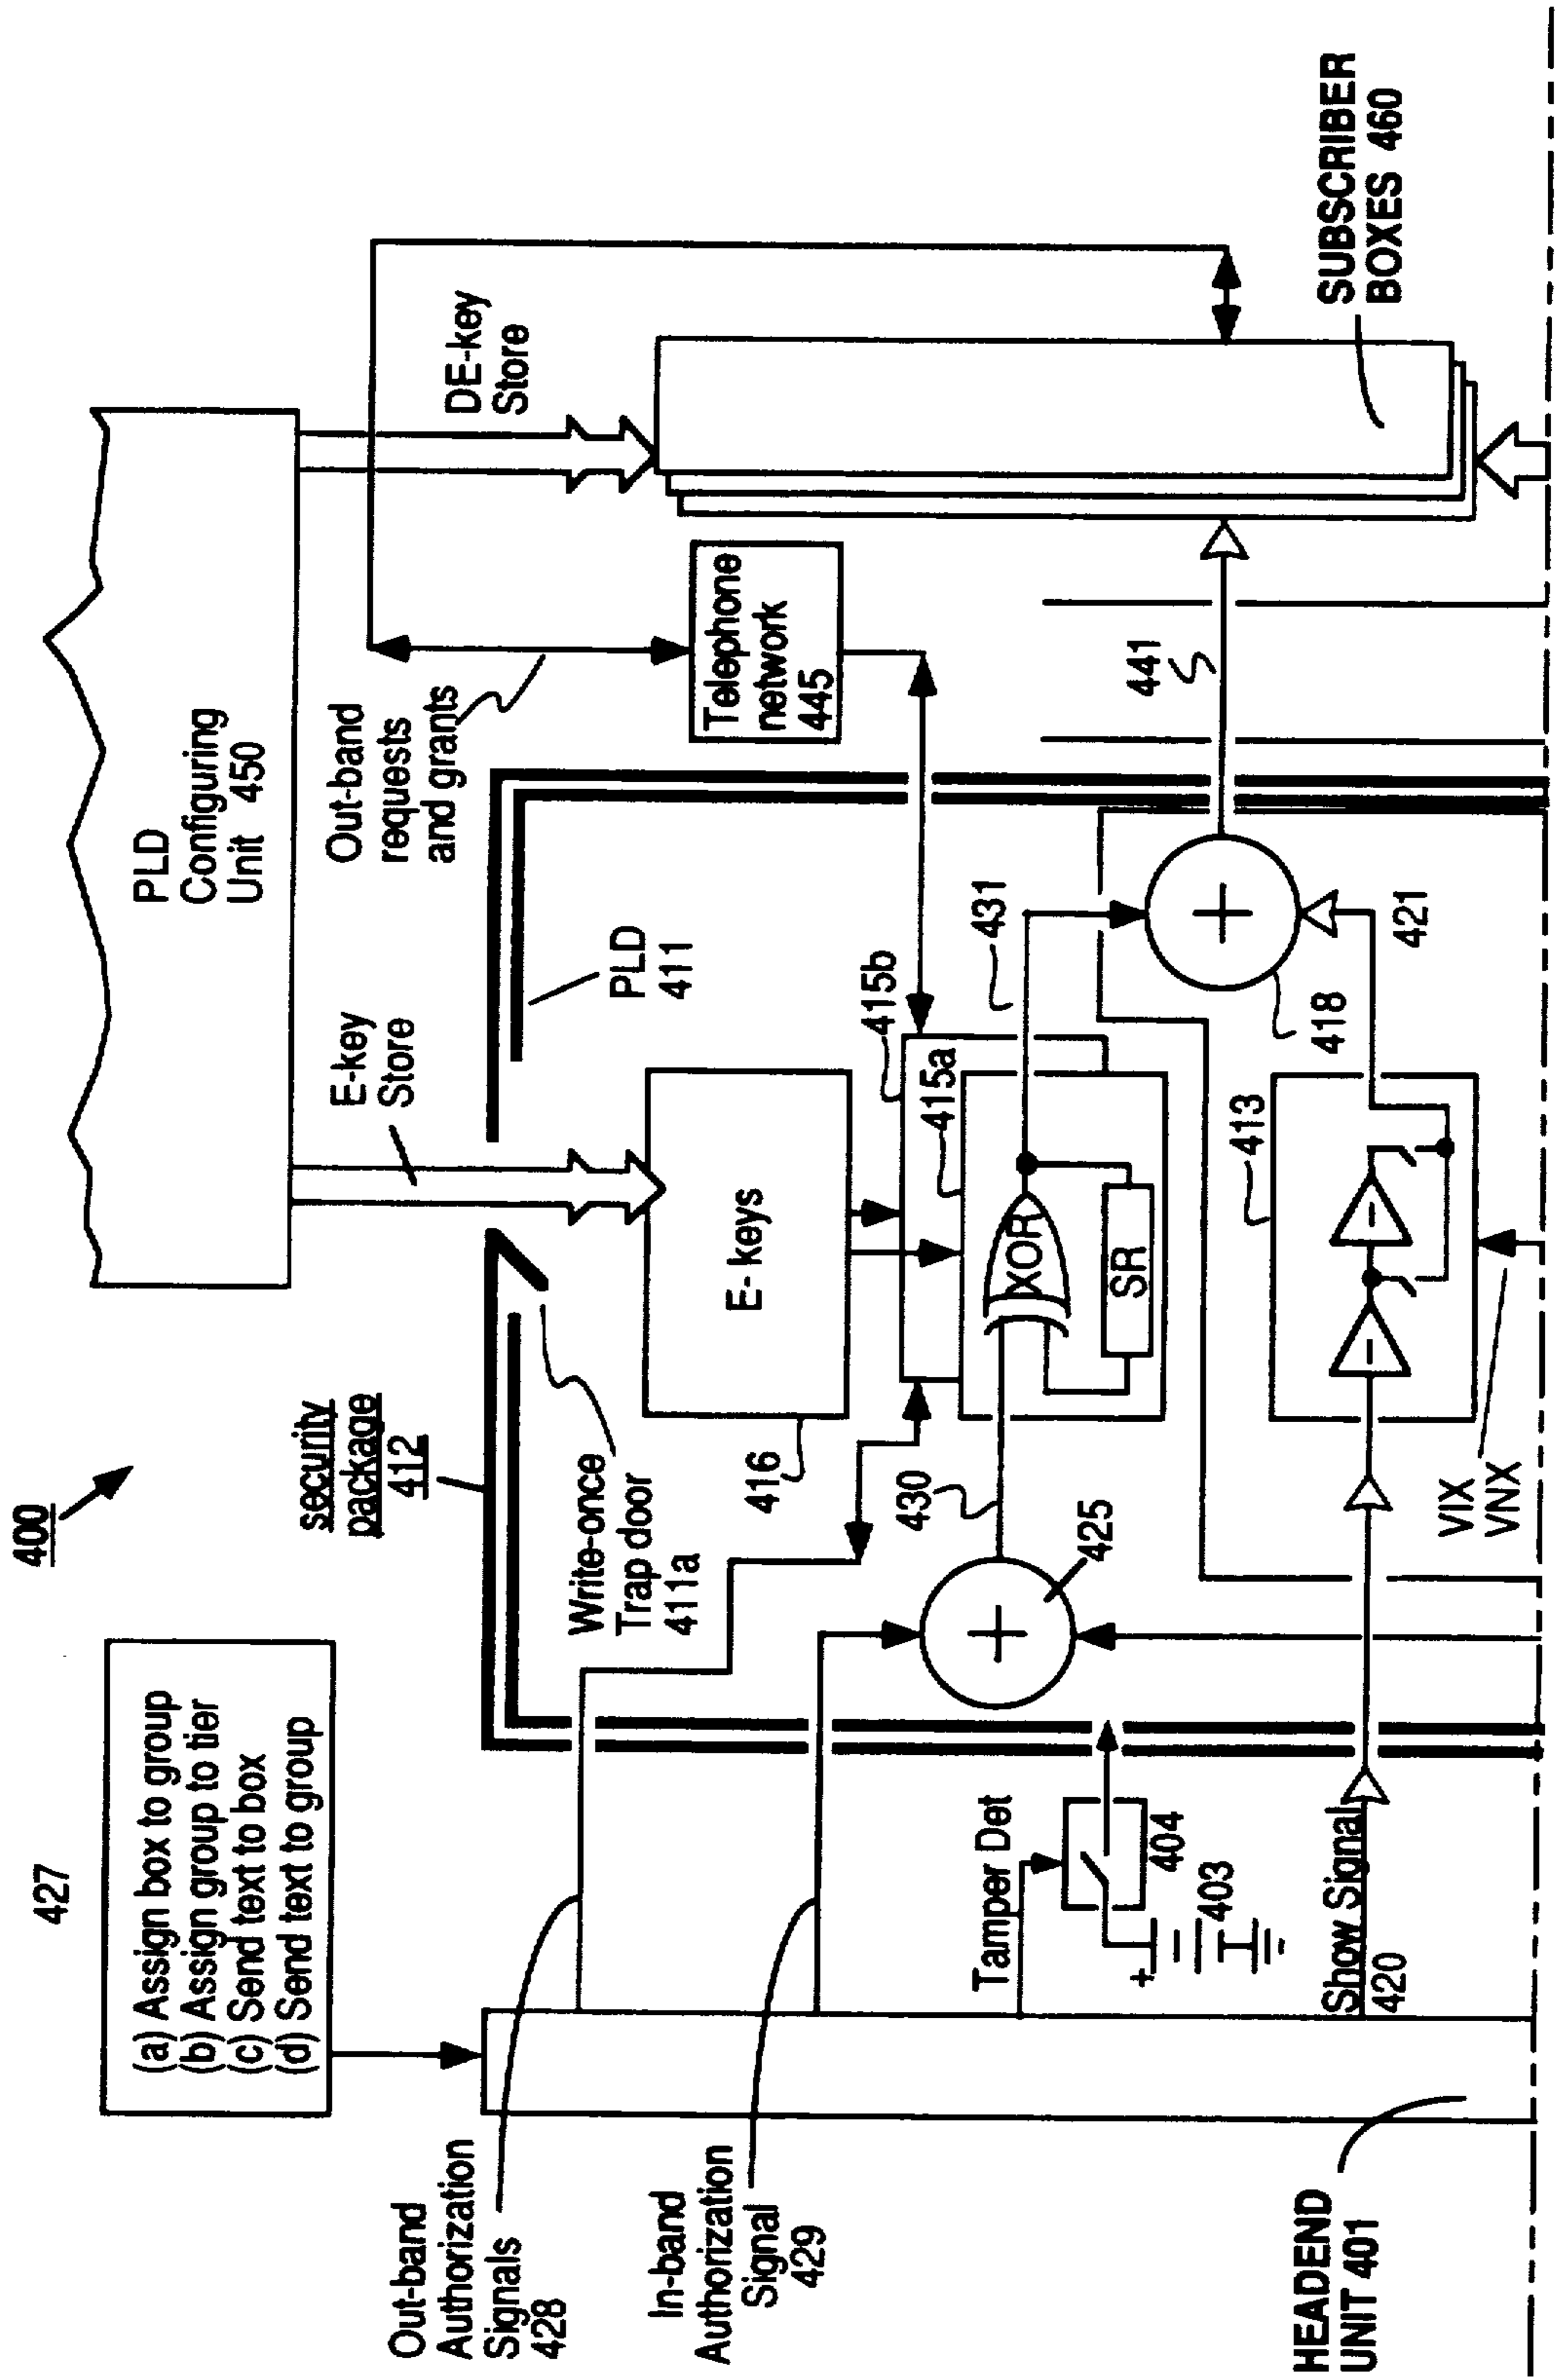 400
427
(a) Assign box to group
(b) Assign group to tier
(c) Send text to box
(d) Send text to group
PLD
Configuring
Unit 450
security
package
412
E-key
Store
Out-band
requests
and grants
DE-key
Store
Write-once
Trap door
411a
PLD
411
Telephone
network
445
Out-band
Authorization
Signals
428
In-band
Authorization
Signal
429
416
E- keys
415b
415a
430
XOR
SR
431
441
425
Tamper Det
404
+
403
+
+
418
421
413
Show Signal
420
VIX
VNX
HEADEND
UNIT 401
SUBSCRIBER
BOXES 460